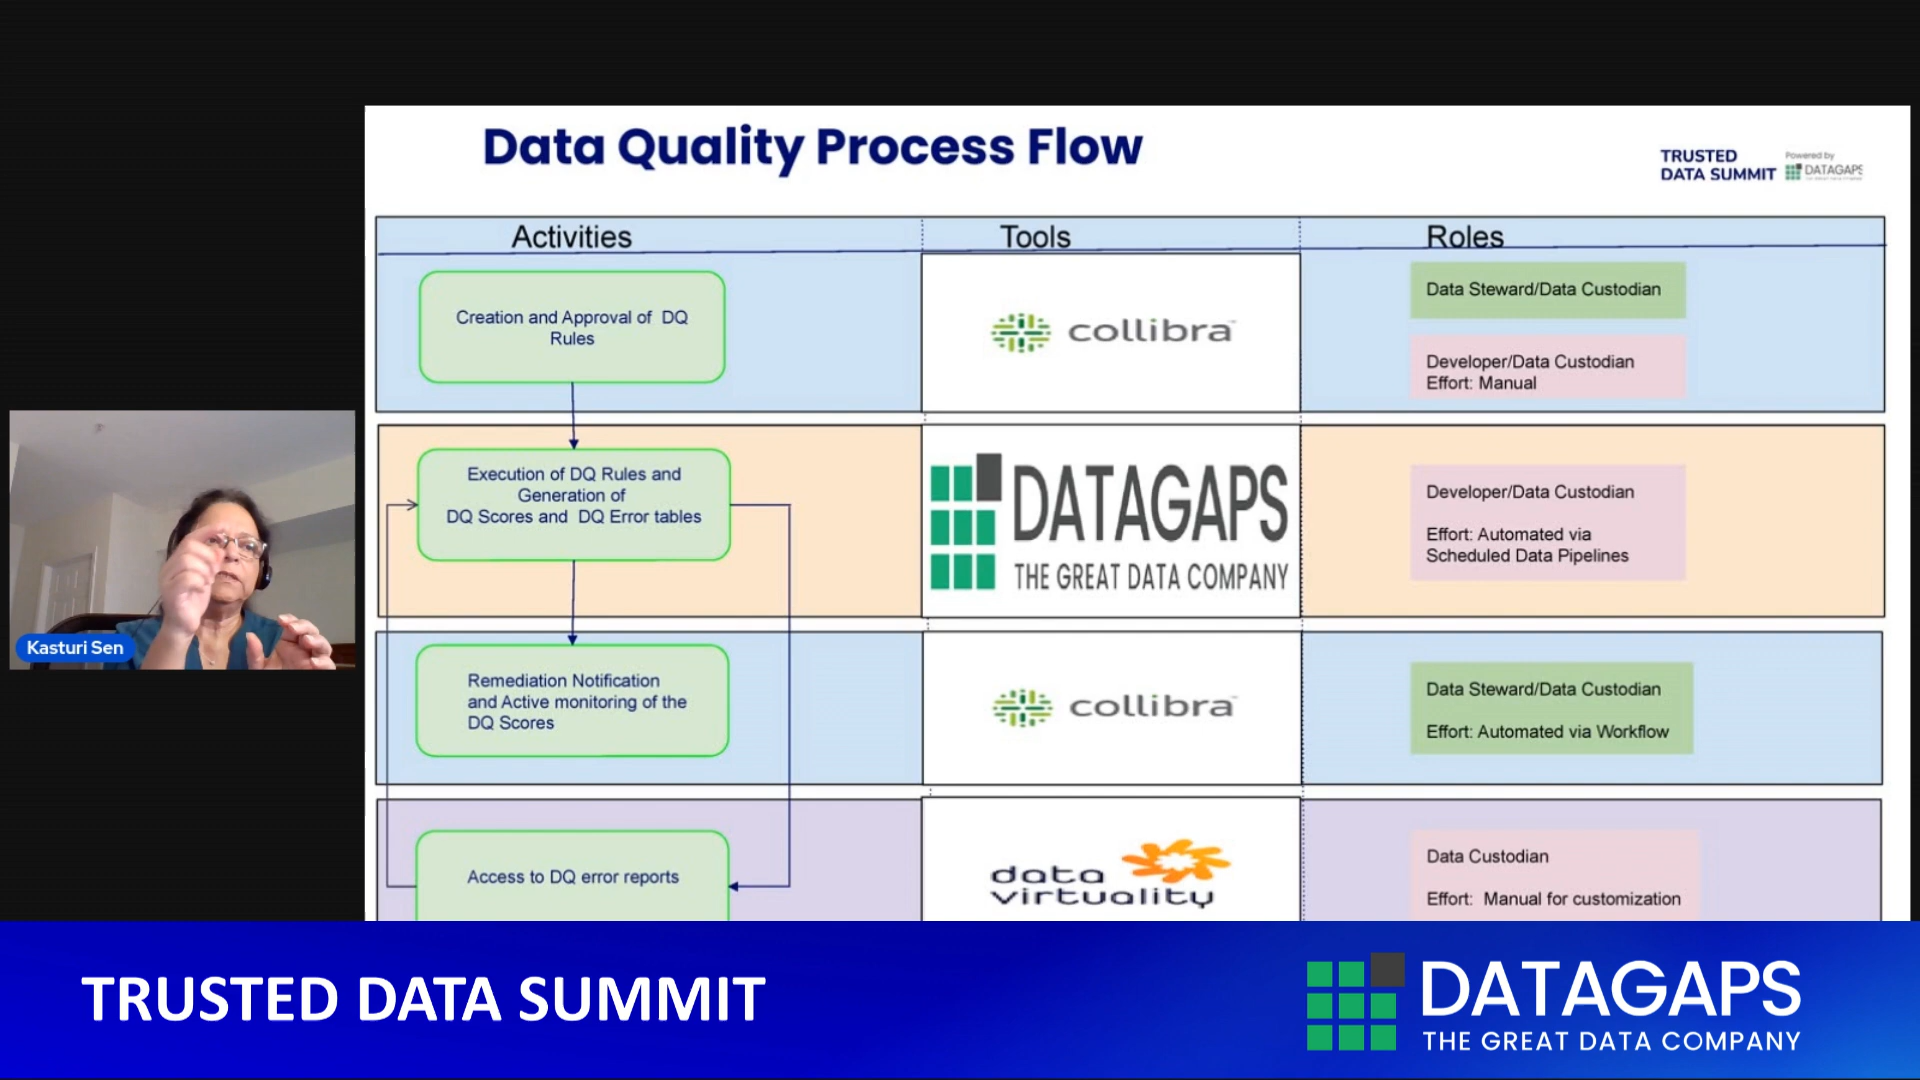 Data Quality Process Flow
TRUSTED
DATA SUMMIT
Powered by
DATAGAPS
Activities
Tools
Roles
Creation and Approval of DQ
Rules
collibra
Data Steward/Data Custodian
Developer/Data Custodian
Effort: Manual
Execution of DQ Rules and
Generation of
DQ Scores and DQ Error tables
DATAGAPS
THE GREAT DATA COMPANY
Developer/Data Custodian
Effort: Automated via
Scheduled Data Pipelines
Remediation Notification
and Active monitoring of the
DQ Scores
collibra
Data Steward/Data Custodian
Effort: Automated via Workflow
Access to DQ error reports
data
virtuality
Data Custodian
Effort: Manual for customization
Kasturi Sen
TRUSTED DATA SUMMIT
DATAGAPS
THE GREAT DATA COMPANY